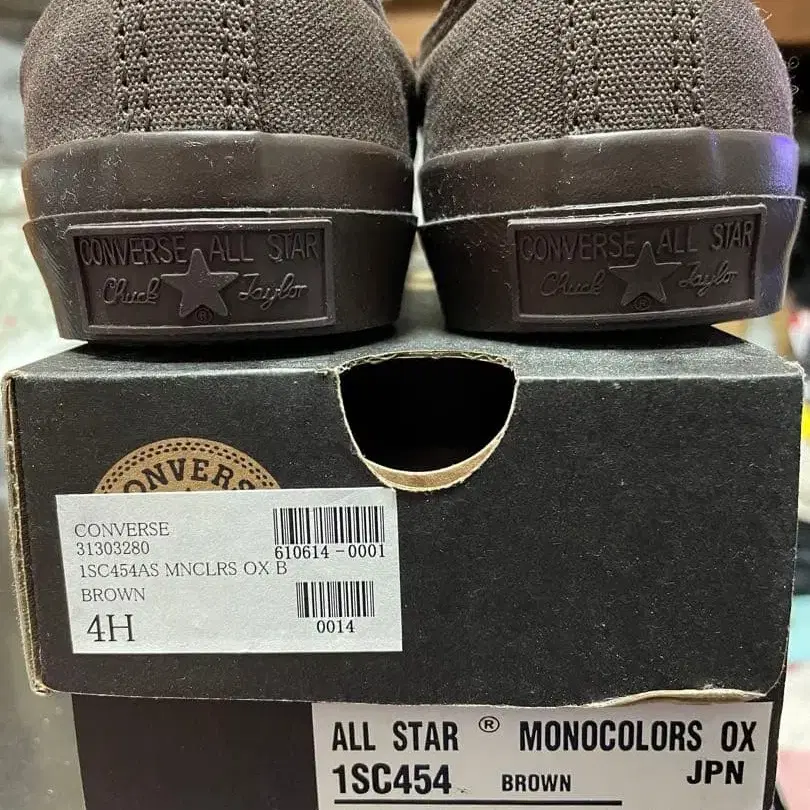 CONVERSE ALL STAR
Chuck Taylor
®
CONVERSE ALL STAR
Chuck Taylor
®
CONVERS
CONVERSE
31303280
610614-0001
1SC454AS MNCLRS OX B
BROWN
4H
0014
ALL STAR ® MONOCOLORS OX
1SC454 BROWN JPN